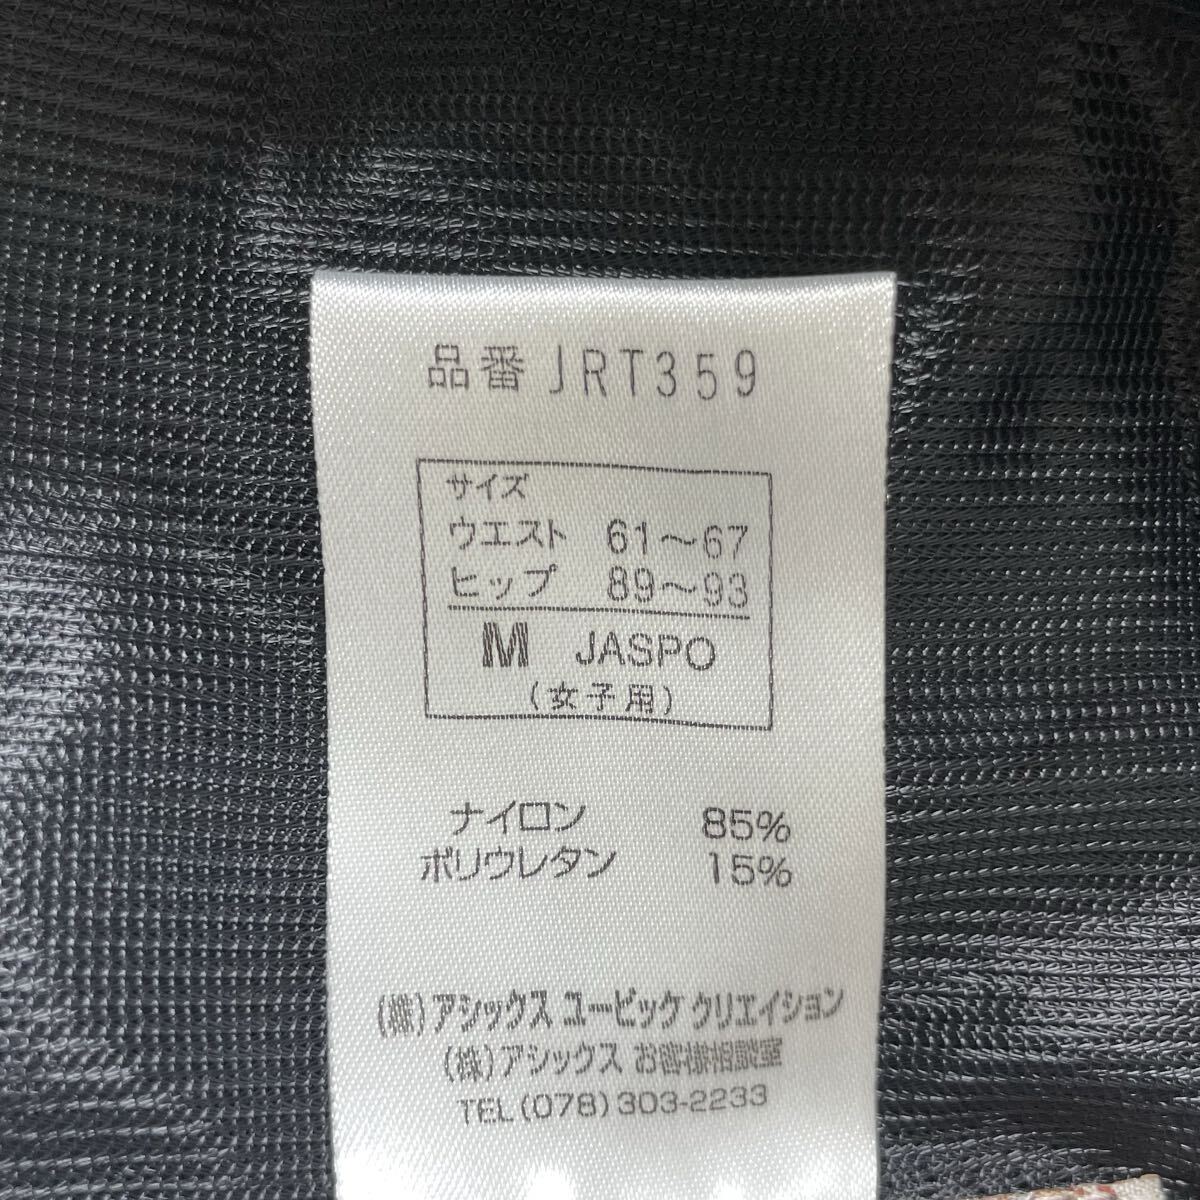 品番 JRT359
サイズ
ウエスト 61～67
ヒップ 89～93
M JASPO
(女子用)
ナイロン 85%
ポリウレタン 15%
(株)アシックス ユービック クリエイション
(株)アシックス お客様相談室
TEL(078)303-2233